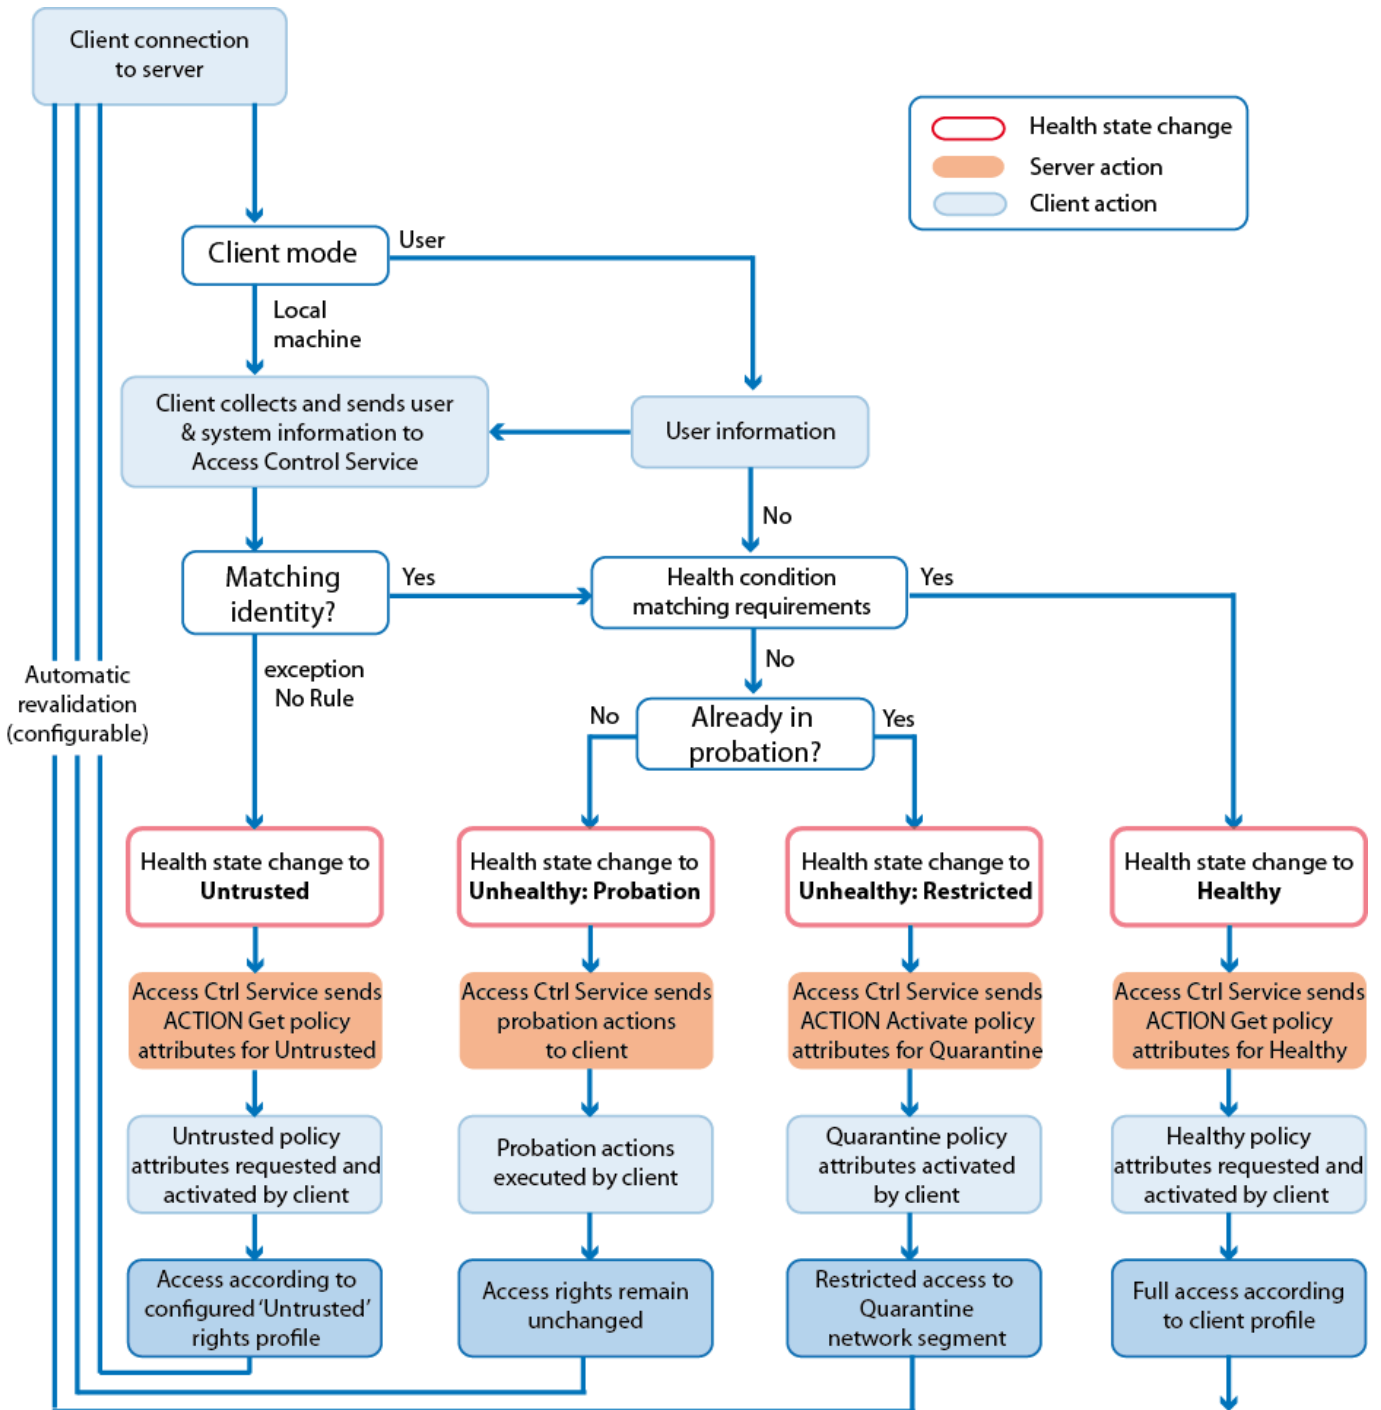 Client connection
to server
Health state change
Server action
Client action
Client mode
User
Local
machine
Client collects and sends user
& system information to
Access Control Service
User information
No
Matching
identity?
Yes
Health condition
matching requirements
Yes
exception
No Rule
No
Automatic
revalidation
(configurable)
No
Already in
probation?
Yes
Health state change to
Untrusted
Health state change to
Unhealthy: Probation
Health state change to
Unhealthy: Restricted
Health state change to
Healthy
Access Ctrl Service sends
ACTION Get policy
attributes for Untrusted
Access Ctrl Service sends
probation actions
to client
Access Ctrl Service sends
ACTION Activate policy
attributes for Quarantine
Access Ctrl Service sends
ACTION Get policy
attributes for Healthy
Untrusted policy
attributes requested and
activated by client
Probation actions
executed by client
Quarantine policy
attributes activated
by client
Healthy policy
attributes requested and
activated by client
Access according to
configured ‘Untrusted’
rights profile
Access rights remain
unchanged
Restricted access to
Quarantine
network segment
Full access according
to client profile